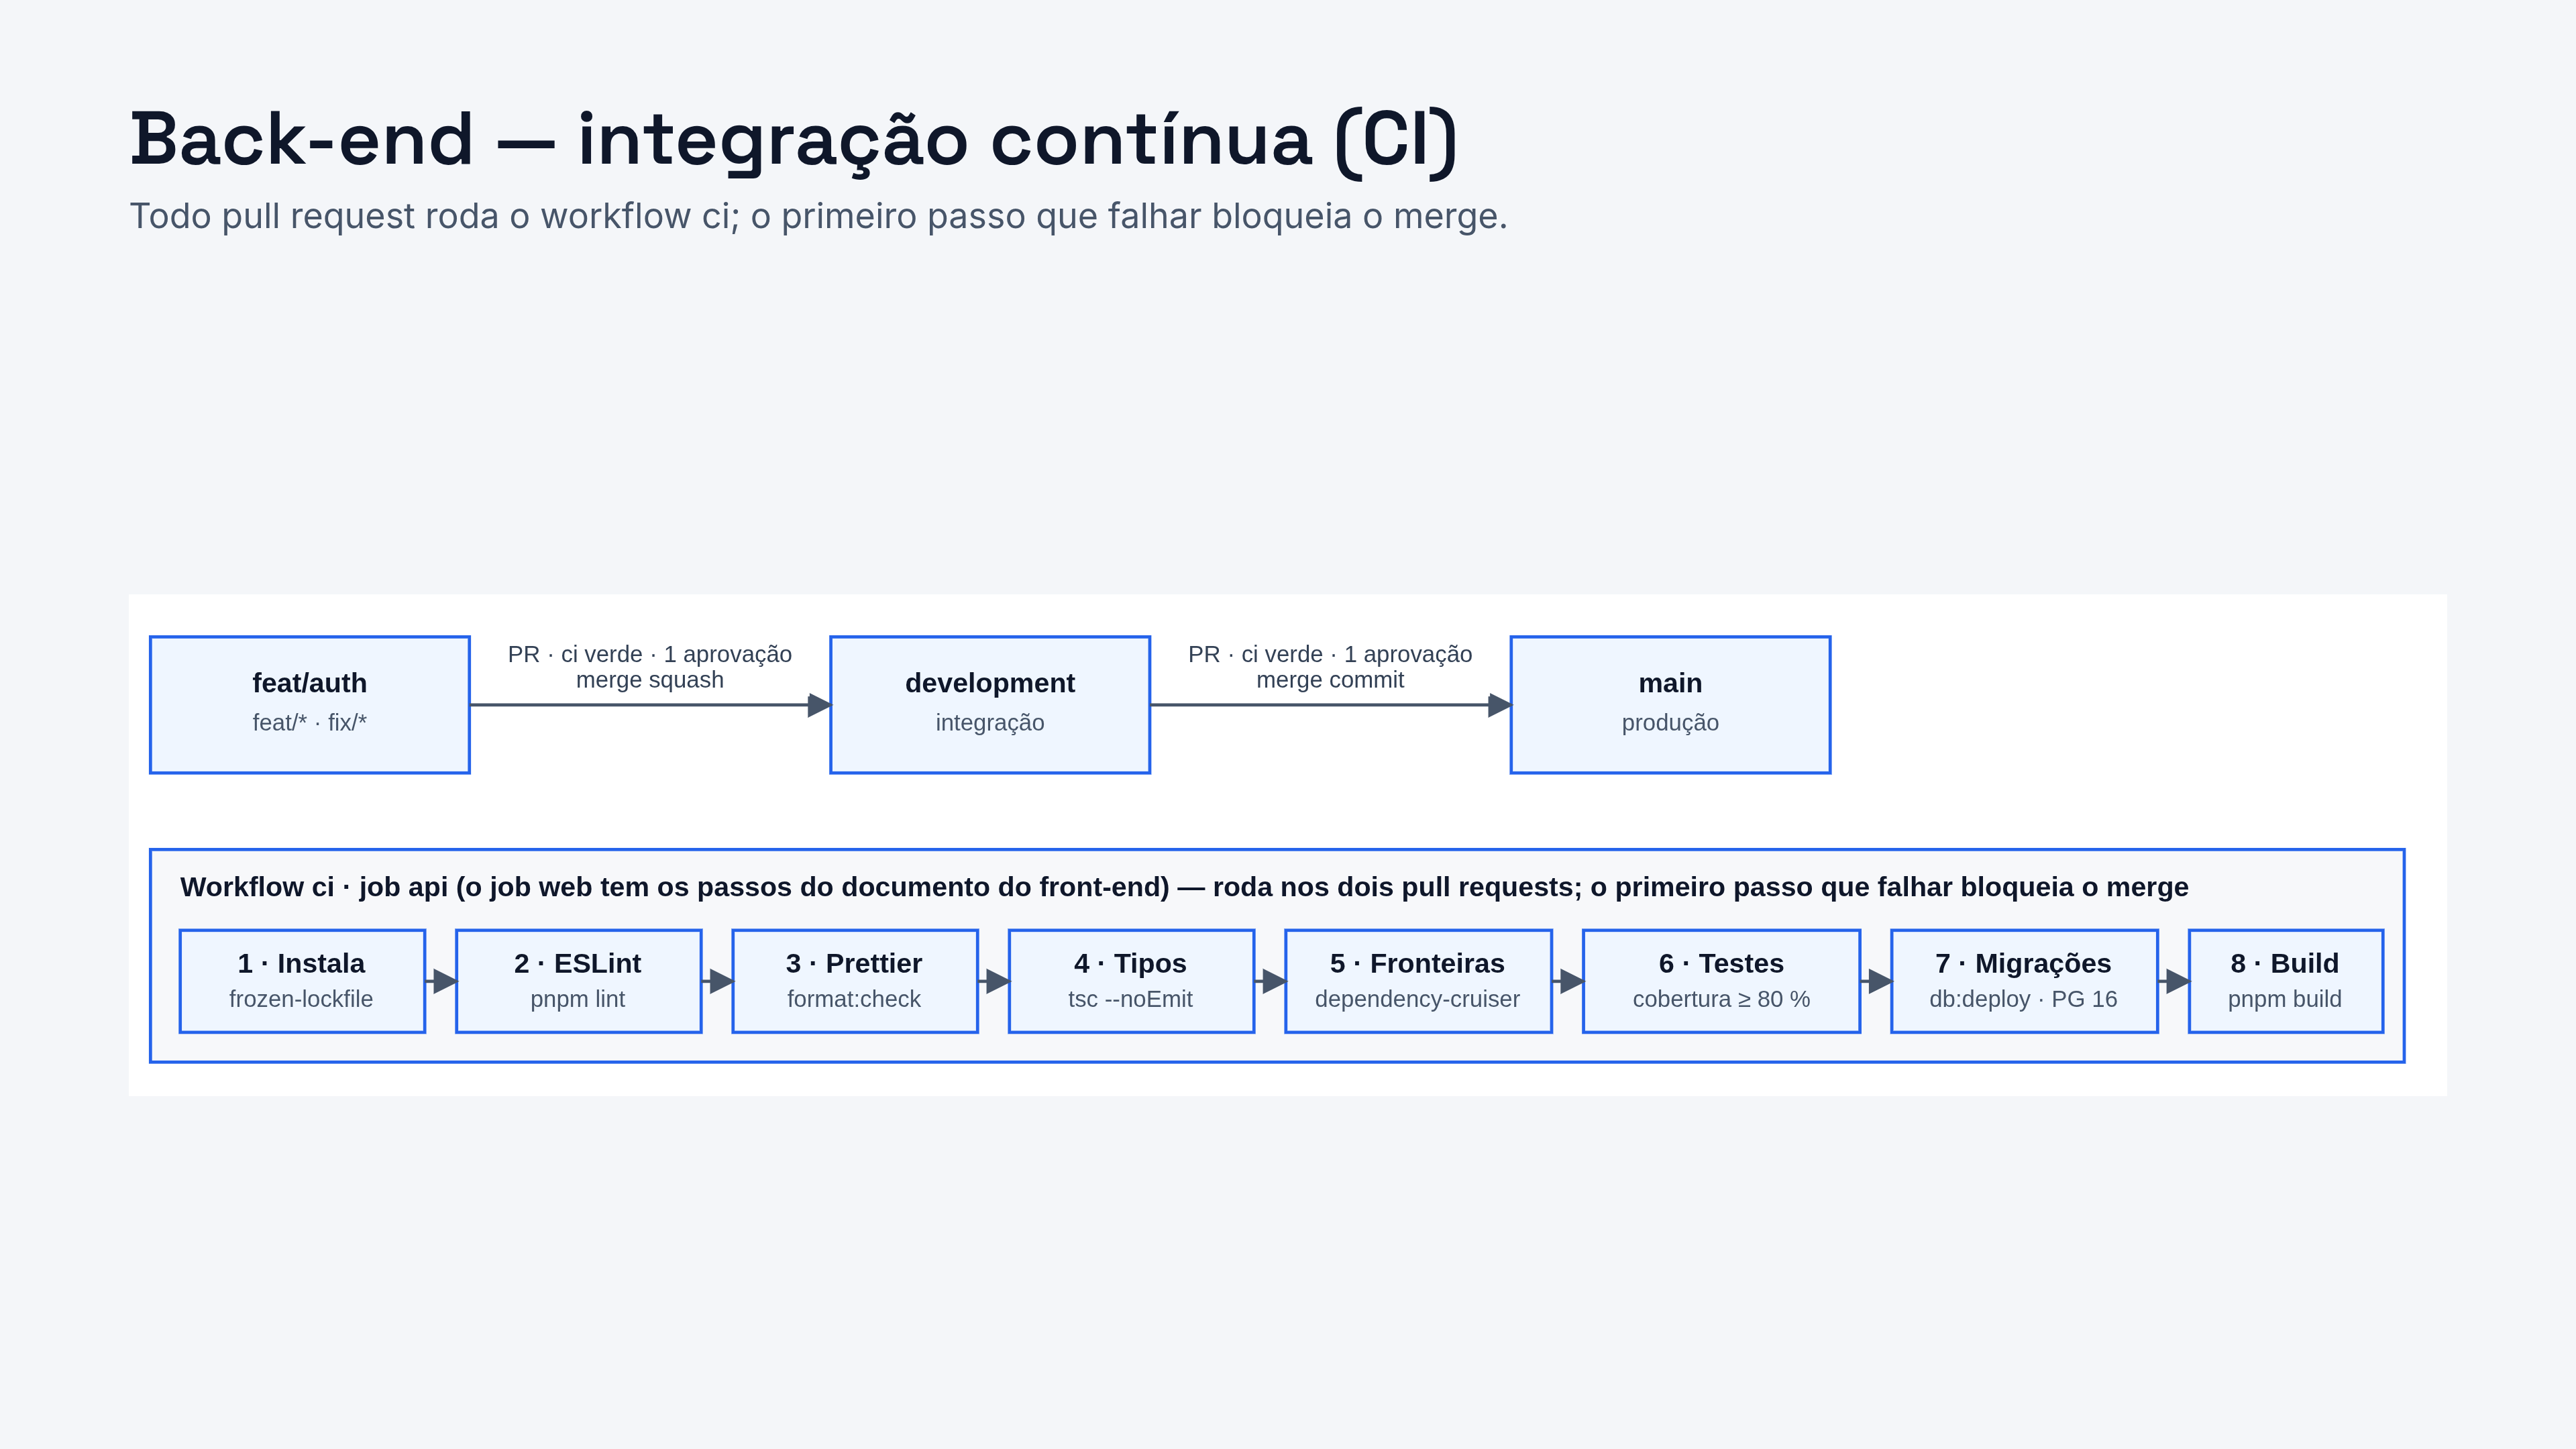 Back-end — integração contínua (CI)
Todo pull request roda o workflow ci; o primeiro passo que falhar bloqueia o merge.
feat/auth
feat/* · fix/*
PR · ci verde · 1 aprovação
merge squash
development
integração
PR · ci verde · 1 aprovação
merge commit
main
produção
Workflow ci · job api (o job web tem os passos do documento do front-end) — roda nos dois pull requests; o primeiro passo que falhar bloqueia o merge
1 · Instala
frozen-lockfile
2 · ESLint
pnpm lint
3 · Prettier
format:check
4 · Tipos
tsc --noEmit
5 · Fronteiras
dependency-cruiser
6 · Testes
cobertura ≥ 80 %
7 · Migrações
db:deploy · PG 16
8 · Build
pnpm build